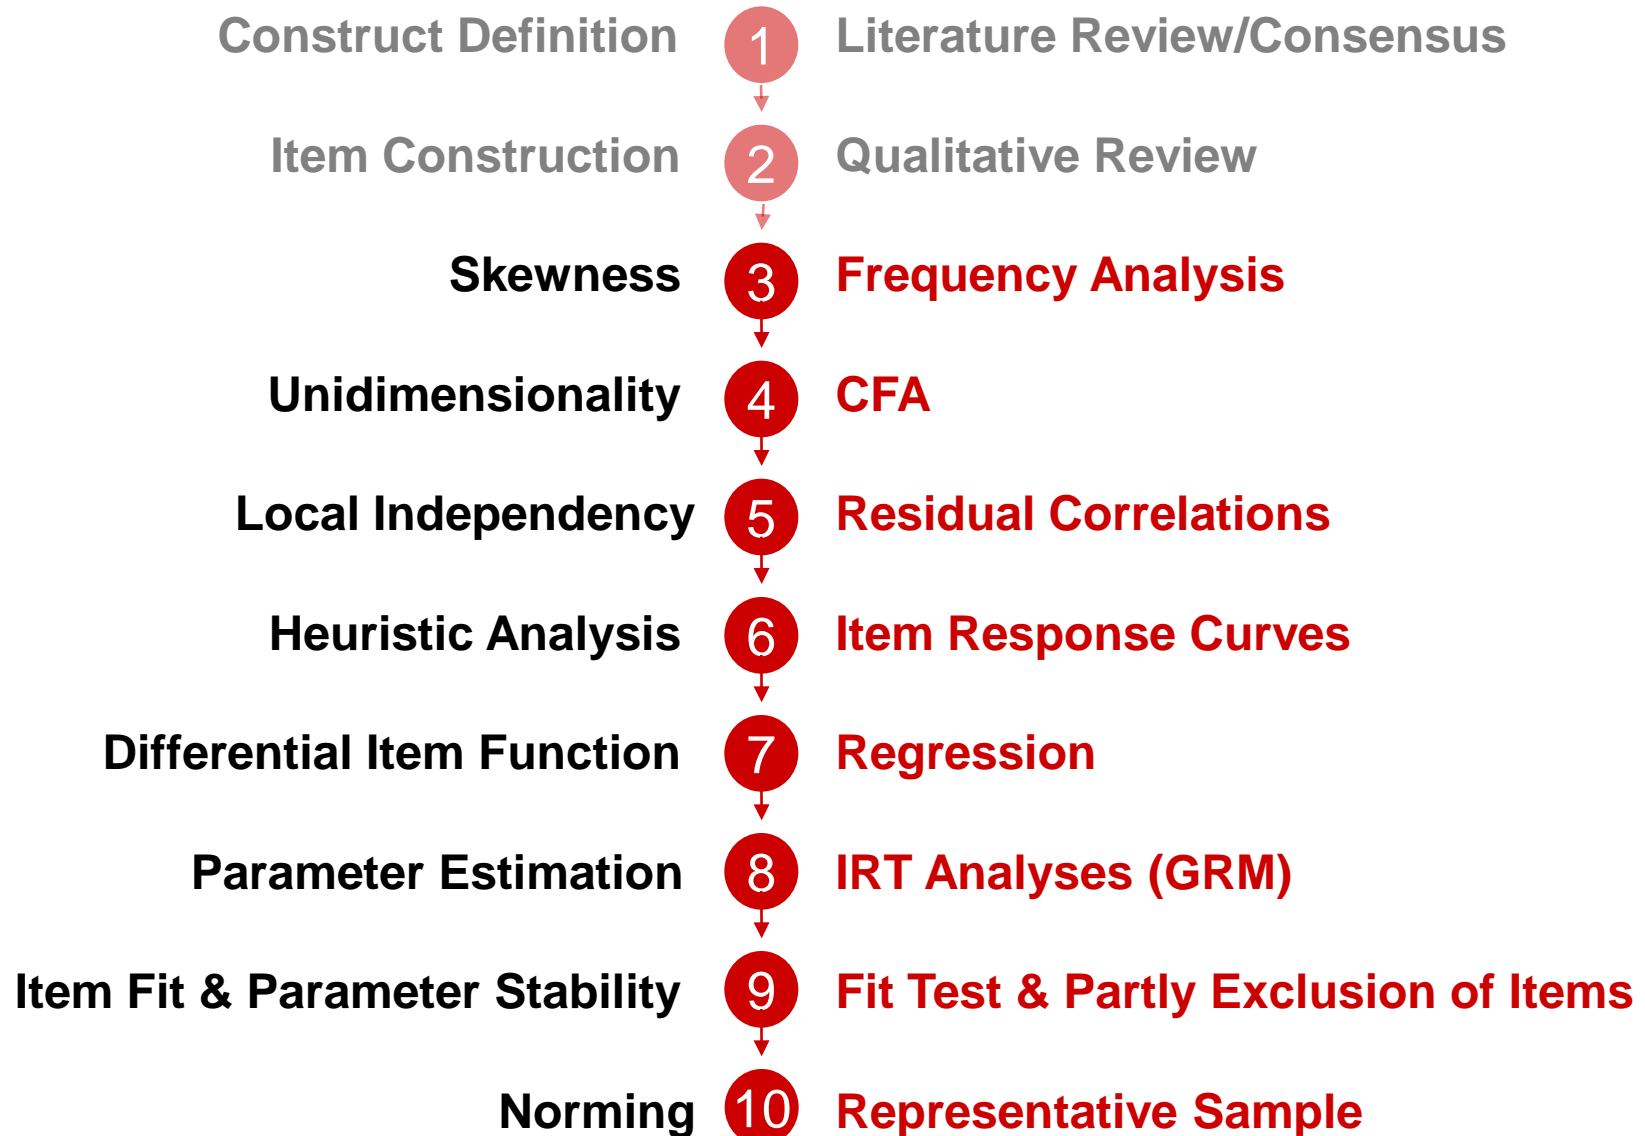 Construct Definition 1 Literature Review/Consensus
Item Construction 2 Qualitative Review
Skewness 3 Frequency Analysis
Unidimensionality 4 CFA
Local Independency 5 Residual Correlations
Heuristic Analysis 6 Item Response Curves
Differential Item Function 7 Regression
Parameter Estimation 8 IRT Analyses (GRM)
Item Fit & Parameter Stability 9 Fit Test & Partly Exclusion of Items
Norming 10 Representative Sample